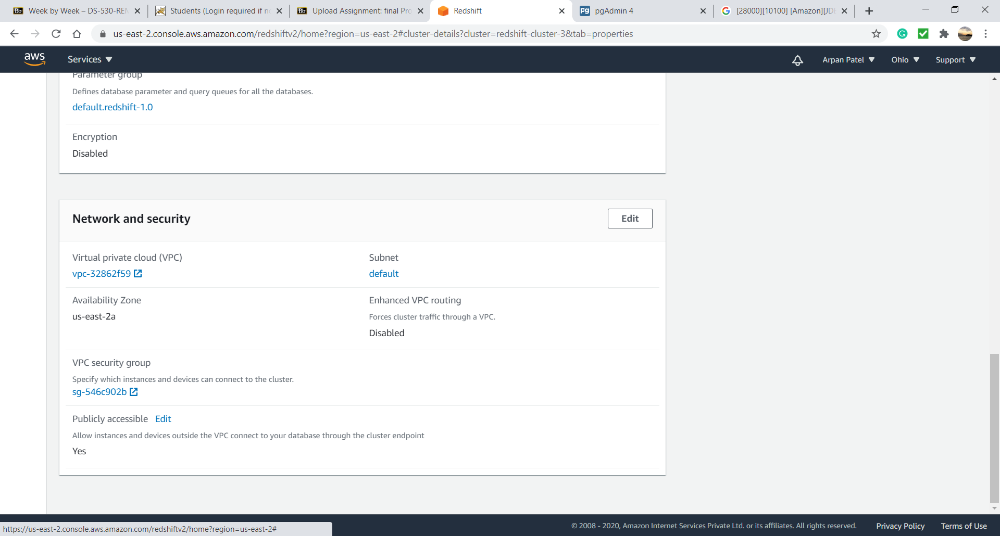 Week by Week – DS-530-REM
Students (Login required if no
Upload Assignment: final Pro
Redshift
pgAdmin 4
[28000][10100] [Amazon][JDB
us-east-2.console.aws.amazon.com/redshiftv2/home?region=us-east-2#cluster-details?cluster=redshift-cluster-3&tab=properties
aws
Services
Arpan Patel
Ohio
Support
Parameter group
Defines database parameter and query queues for all the databases.
default.redshift-1.0
Encryption
Disabled
Network and security
Edit
Virtual private cloud (VPC)
Subnet
vpc-32862f59
default
Availability Zone
Enhanced VPC routing
us-east-2a
Forces cluster traffic through a VPC.
Disabled
VPC security group
Specify which instances and devices can connect to the cluster.
sg-546c902b
Publicly accessible Edit
Allow instances and devices outside the VPC connect to your database through the cluster endpoint
Yes
© 2008 - 2020, Amazon Internet Services Private Ltd. or its affiliates. All rights reserved.
Privacy Policy
Terms of Use
https://us-east-2.console.aws.amazon.com/redshiftv2/home?region=us-east-2#